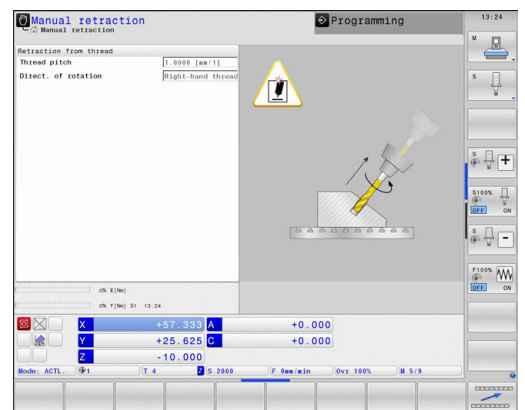 Manual retraction
Manual retraction
Programming
13:24
Retraction from thread
Thread pitch 1.0000 [mm/1]
Direct. of rotation Right-hand thread
M
S
S
S100%
OFF ON
S
F100%
OFF ON
0% X[Nm]
0% Y[Nm] S1 13:24
X +57.333 A +0.000
Y +25.625 C +0.000
Z -10.000
Mode: ACTL. 1 T 4 Z S 2000 F 0mm/min Ovr 100% M 5/9